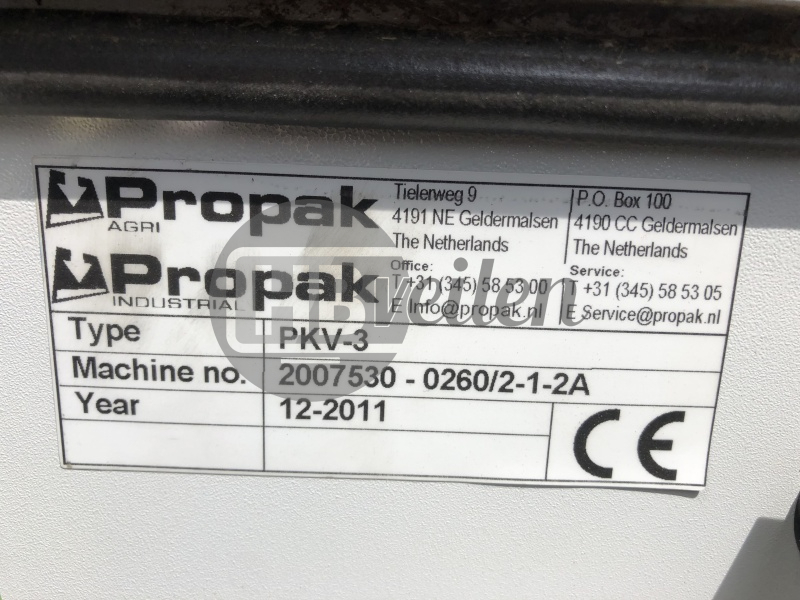 Propak
AGRI
Propak
INDUSTRIAL
Tielerweg 9
4191 NE Geldermalsen
The Netherlands
P.O. Box 100
4190 CC Geldermalsen
The Netherlands
Office:
T +31 (345) 58 53 00
E Info@propak.nl
Service:
T +31 (345) 58 53 05
E Service@propak.nl
Type PKV-3
Machine no. 2007530 - 0260/2-1-2A
Year 12-2011
CE
HBveilen